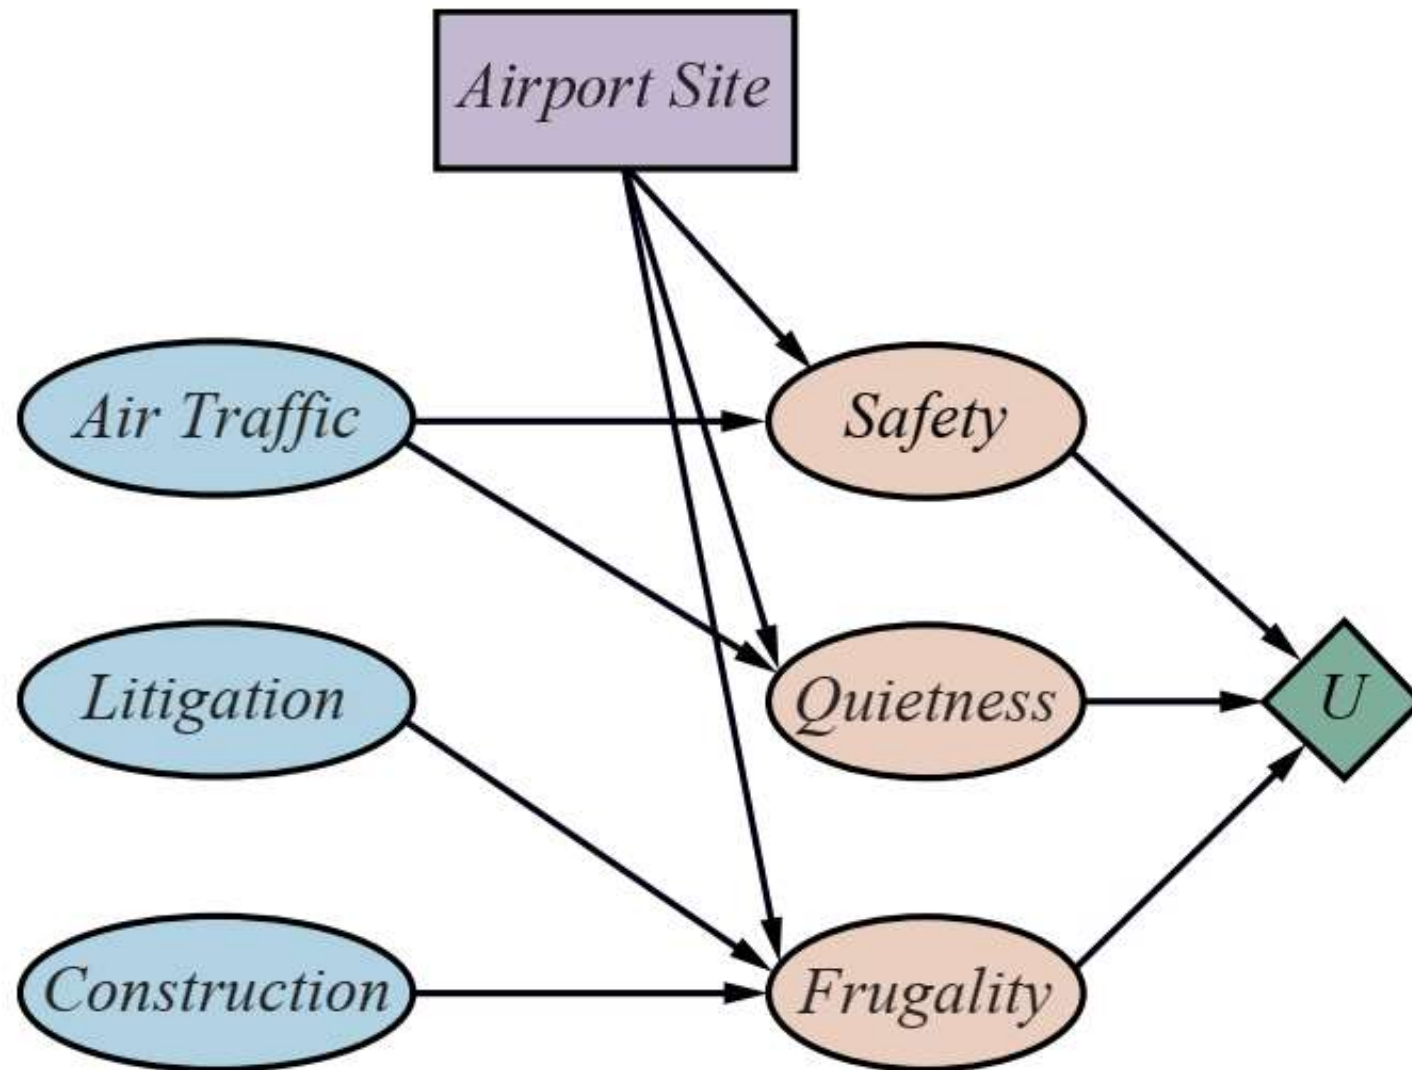 Airport Site
Air Traffic
Safety
Litigation
Quietness
U
Construction
Frugality